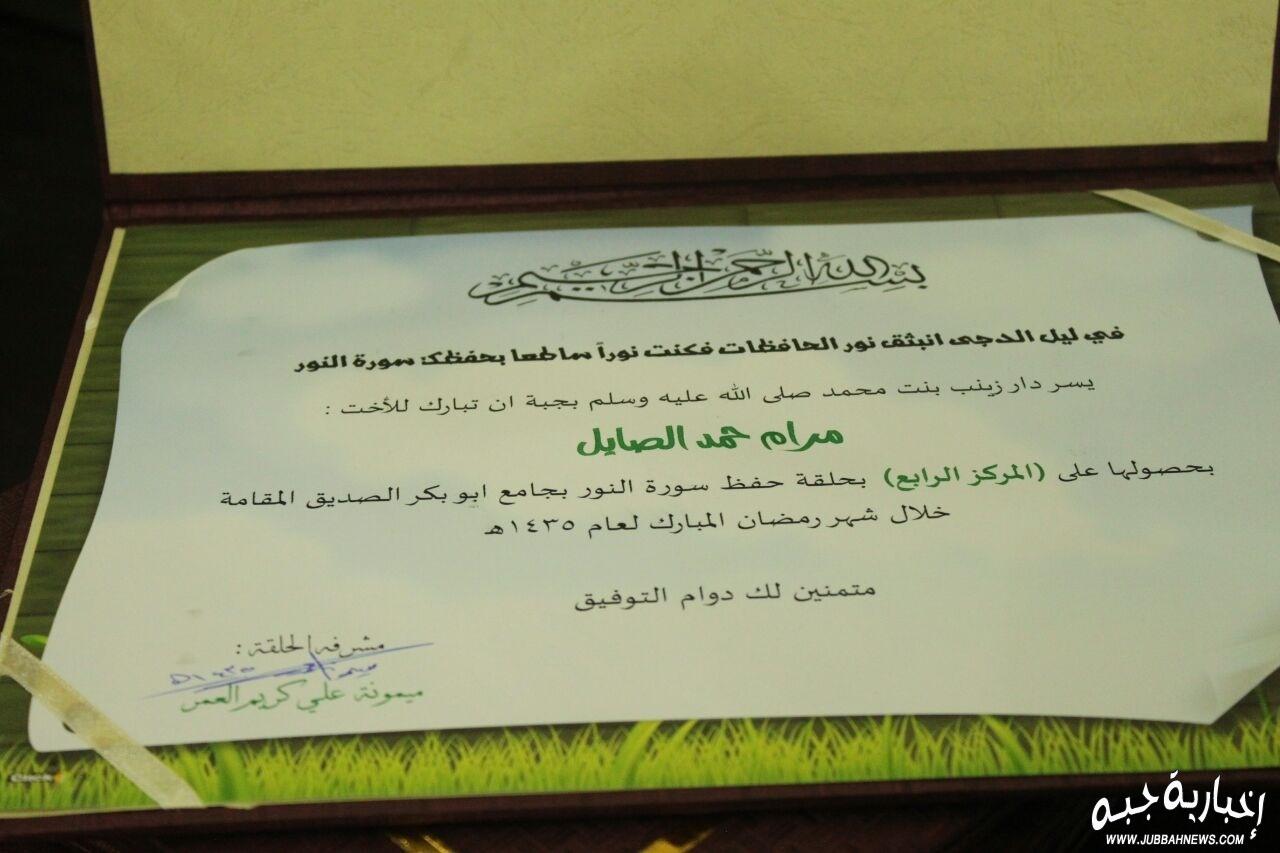 بسم الله الرحمن الرحيم
في ليل الدجى انبثق نور الحافظات فكنت نوراً ساطعا بحفظك: سورة النور
يسر دار زينب بنت محمد صلى الله عليه وسلم بجبة ان تبارك للأخت :
مرام حمد الصايل
بحصولها على (المركز الرابع) بحلقة حفظ سورة النور بجامع ابو بكر الصديق المقامة
خلال شهر رمضان المبارك لعام ١٤٣٥هـ
متمنين لك دوام التوفيق
مشرفه الحلقة :
ميمونة علي كريم العمر
إخبارية جبه
WWW.JUBBAHNEWS.COM